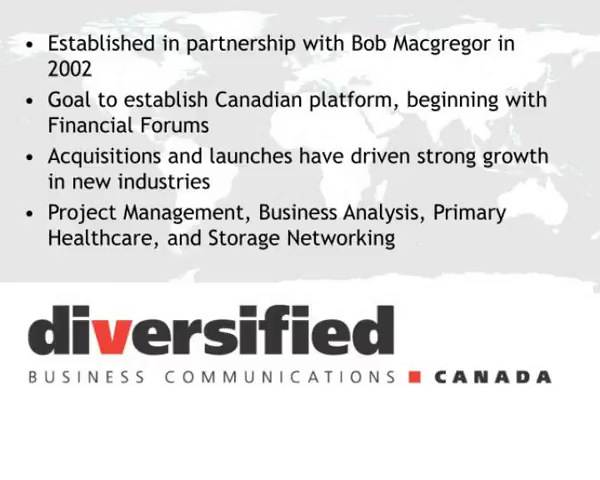 • Established in partnership with Bob Macgregor in
2002
• Goal to establish Canadian platform, beginning with
Financial Forums
• Acquisitions and launches have driven strong growth
in new industries
• Project Management, Business Analysis, Primary
Healthcare, and Storage Networking
diversified
BUSINESS COMMUNICATIONS ■ CANADA